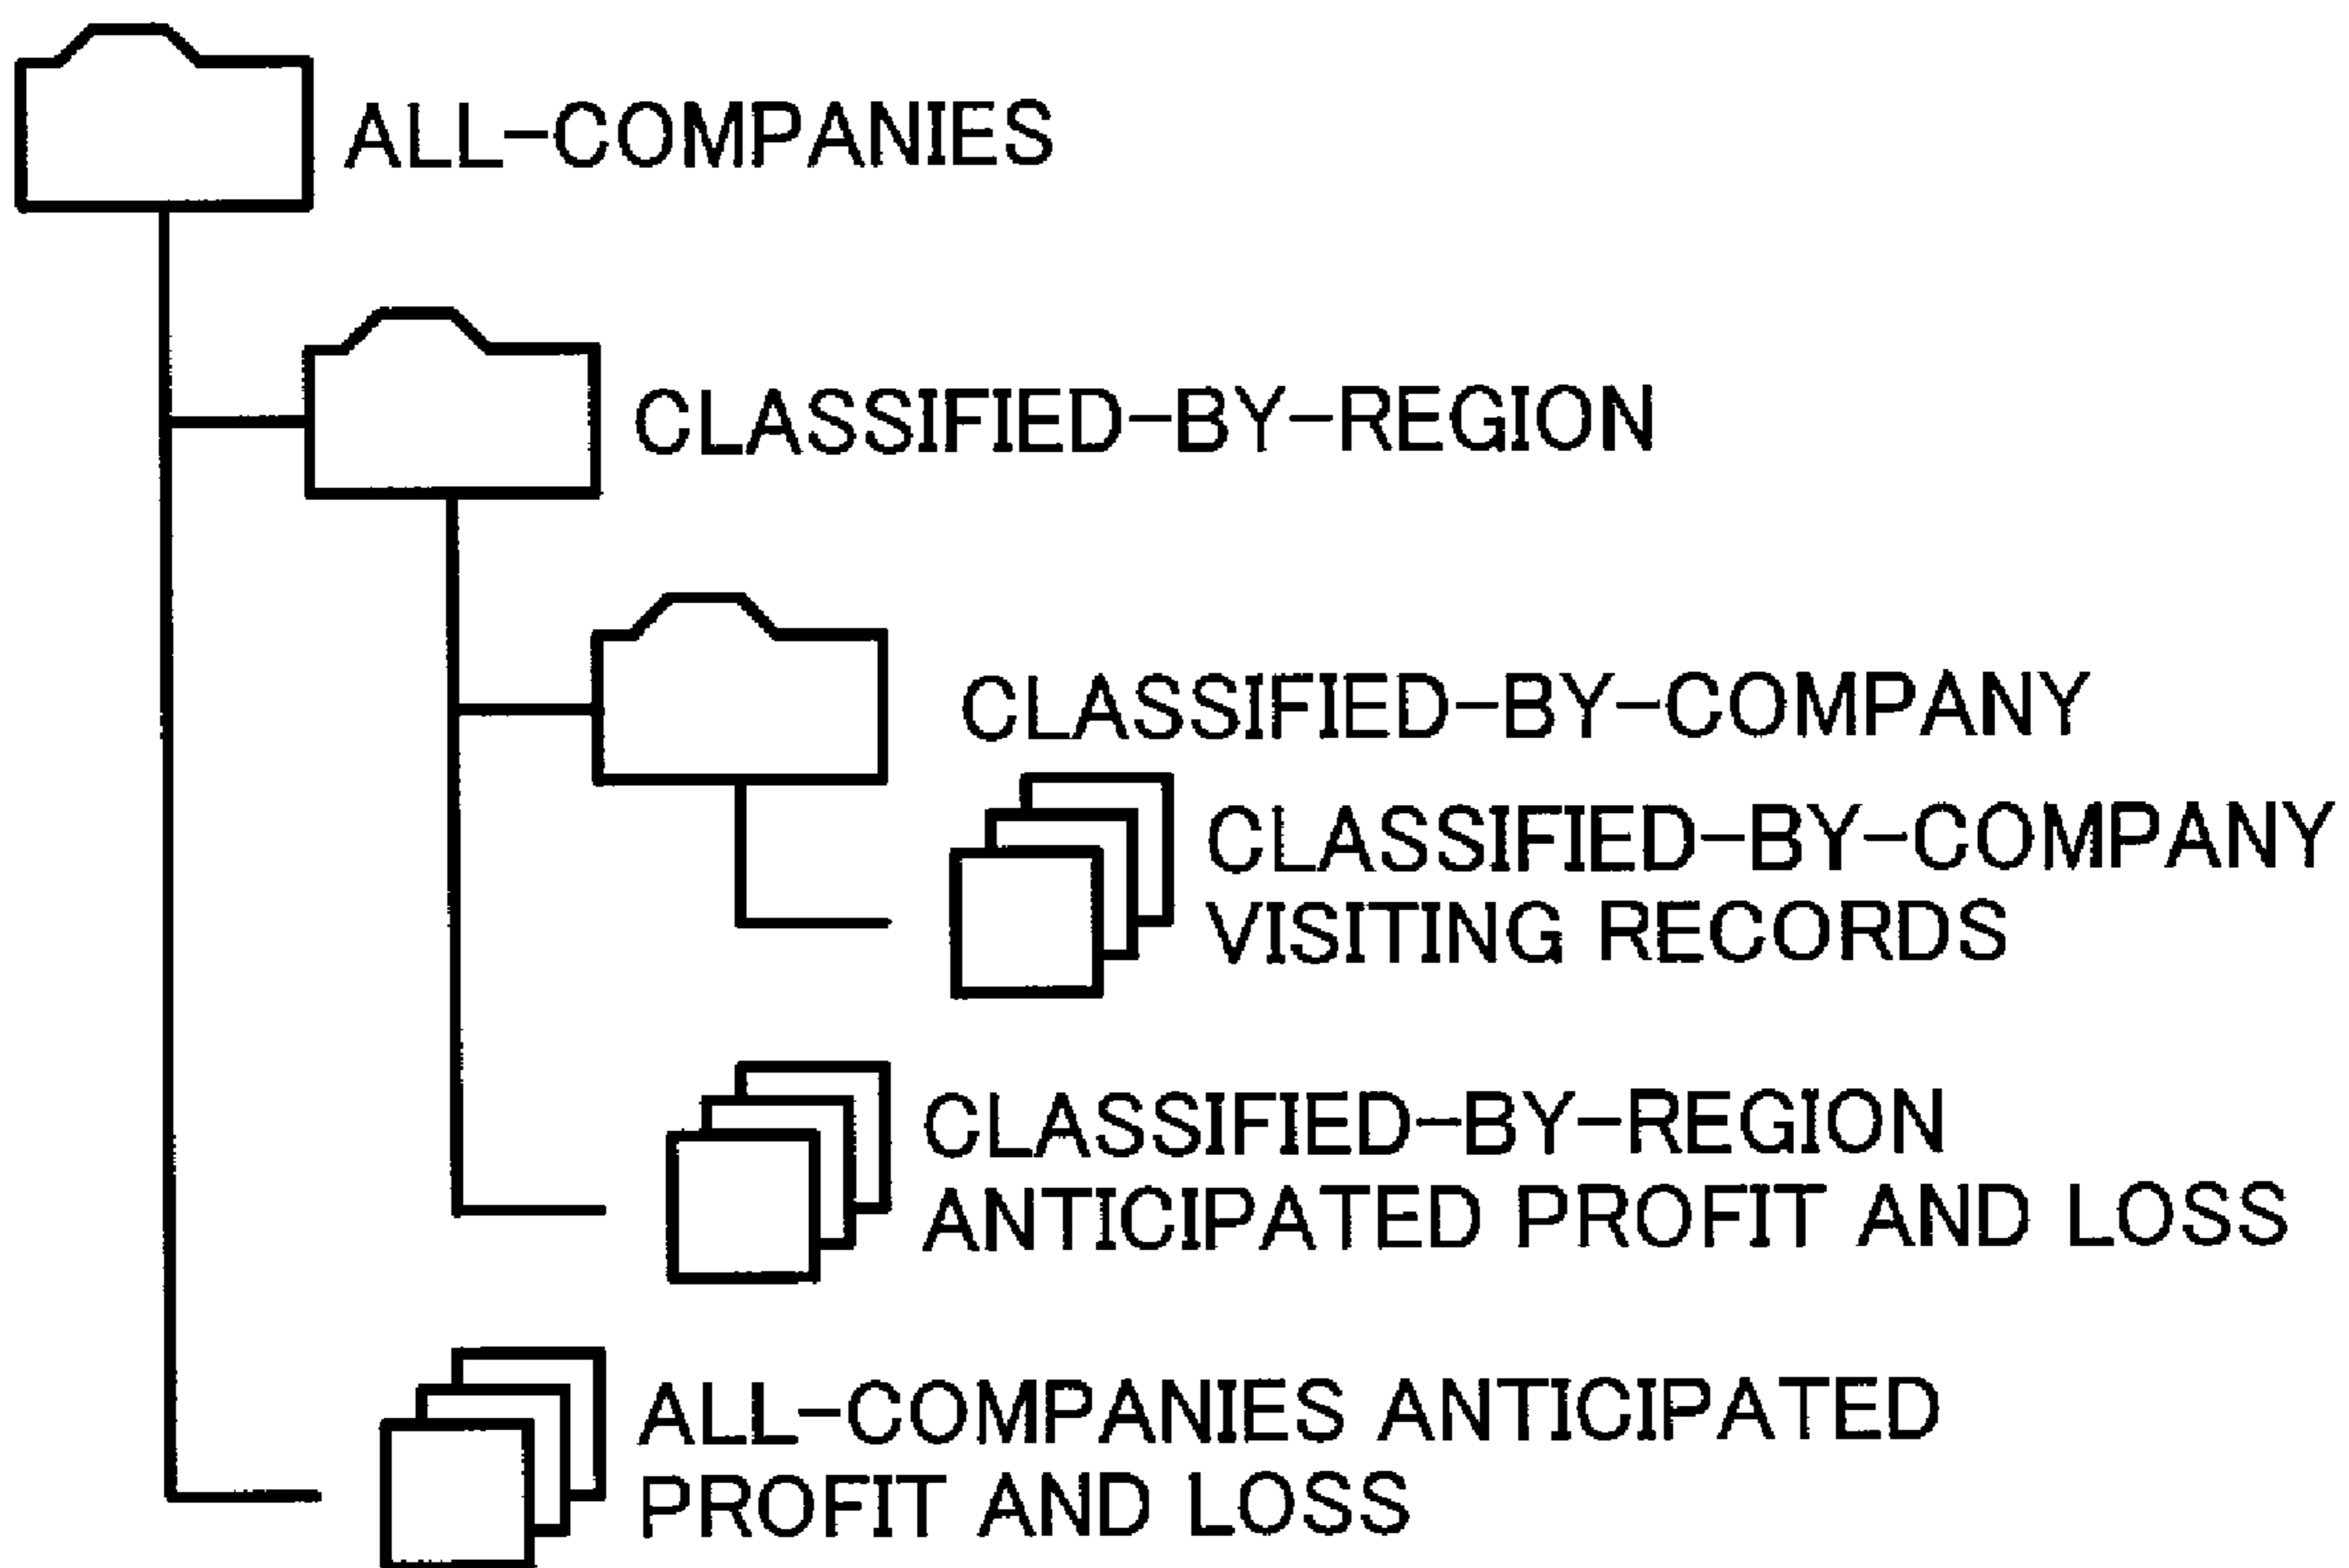 ALL-COMPANIES
CLASSIFIED-BY-REGION
CLASSIFIED-BY-COMPANY
CLASSIFIED-BY-COMPANY
VISITING RECORDS
CLASSIFIED-BY-REGION
ANTICIPATED PROFIT AND LOSS
ALL-COMPANIES ANTICIPATED
PROFIT AND LOSS